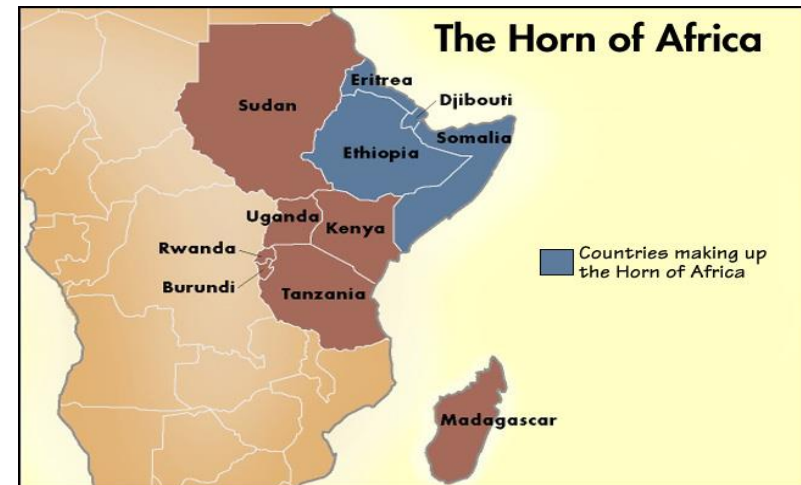 The Horn of Africa
Eritrea
Djibouti
Sudan
Somalia
Ethiopia
Uganda
Kenya
Rwanda
Countries making up
the Horn of Africa
Burundi
Tanzania
Madagascar